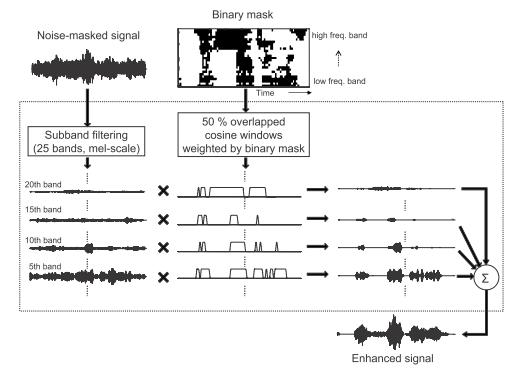 Binary mask
Noise-masked signal
high freq. band
low freq. band
Time
Subband filtering
(25 bands, mel-scale)
50 % overlapped
cosine windows
weighted by binary mask
20th band
15th band
10th band
5th band
Σ
Enhanced signal